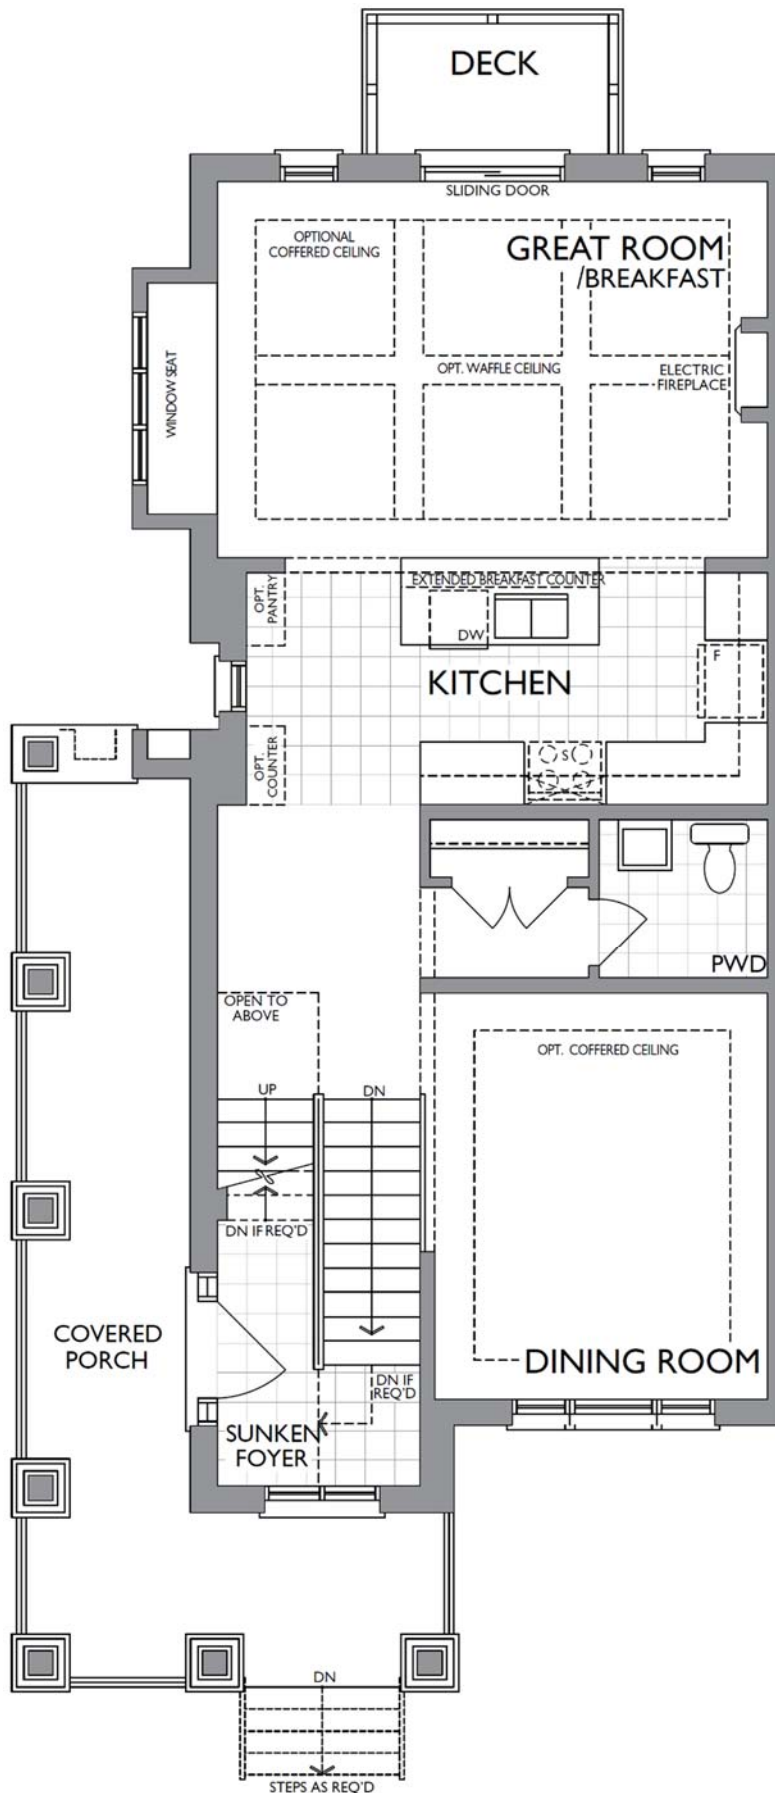 DECK
SLIDING DOOR
OPTIONAL
COFFERED CEILING
GREAT ROOM
/BREAKFAST
WINDOW SEAT
OPT. WAFFLE CEILING
ELECTRIC
FIREPLACE
EXTENDED BREAKFAST COUNTER
OPT.
PANTRY
DW
F
KITCHEN
OPT.
COUNTER
S
PWD
OPEN TO
ABOVE
OPT. COFFERED CEILING
UP
DN
DN IF REQ'D
COVERED
PORCH
DINING ROOM
DN IF
REQ'D
SUNKEN
FOYER
DN
STEPS AS REQ'D